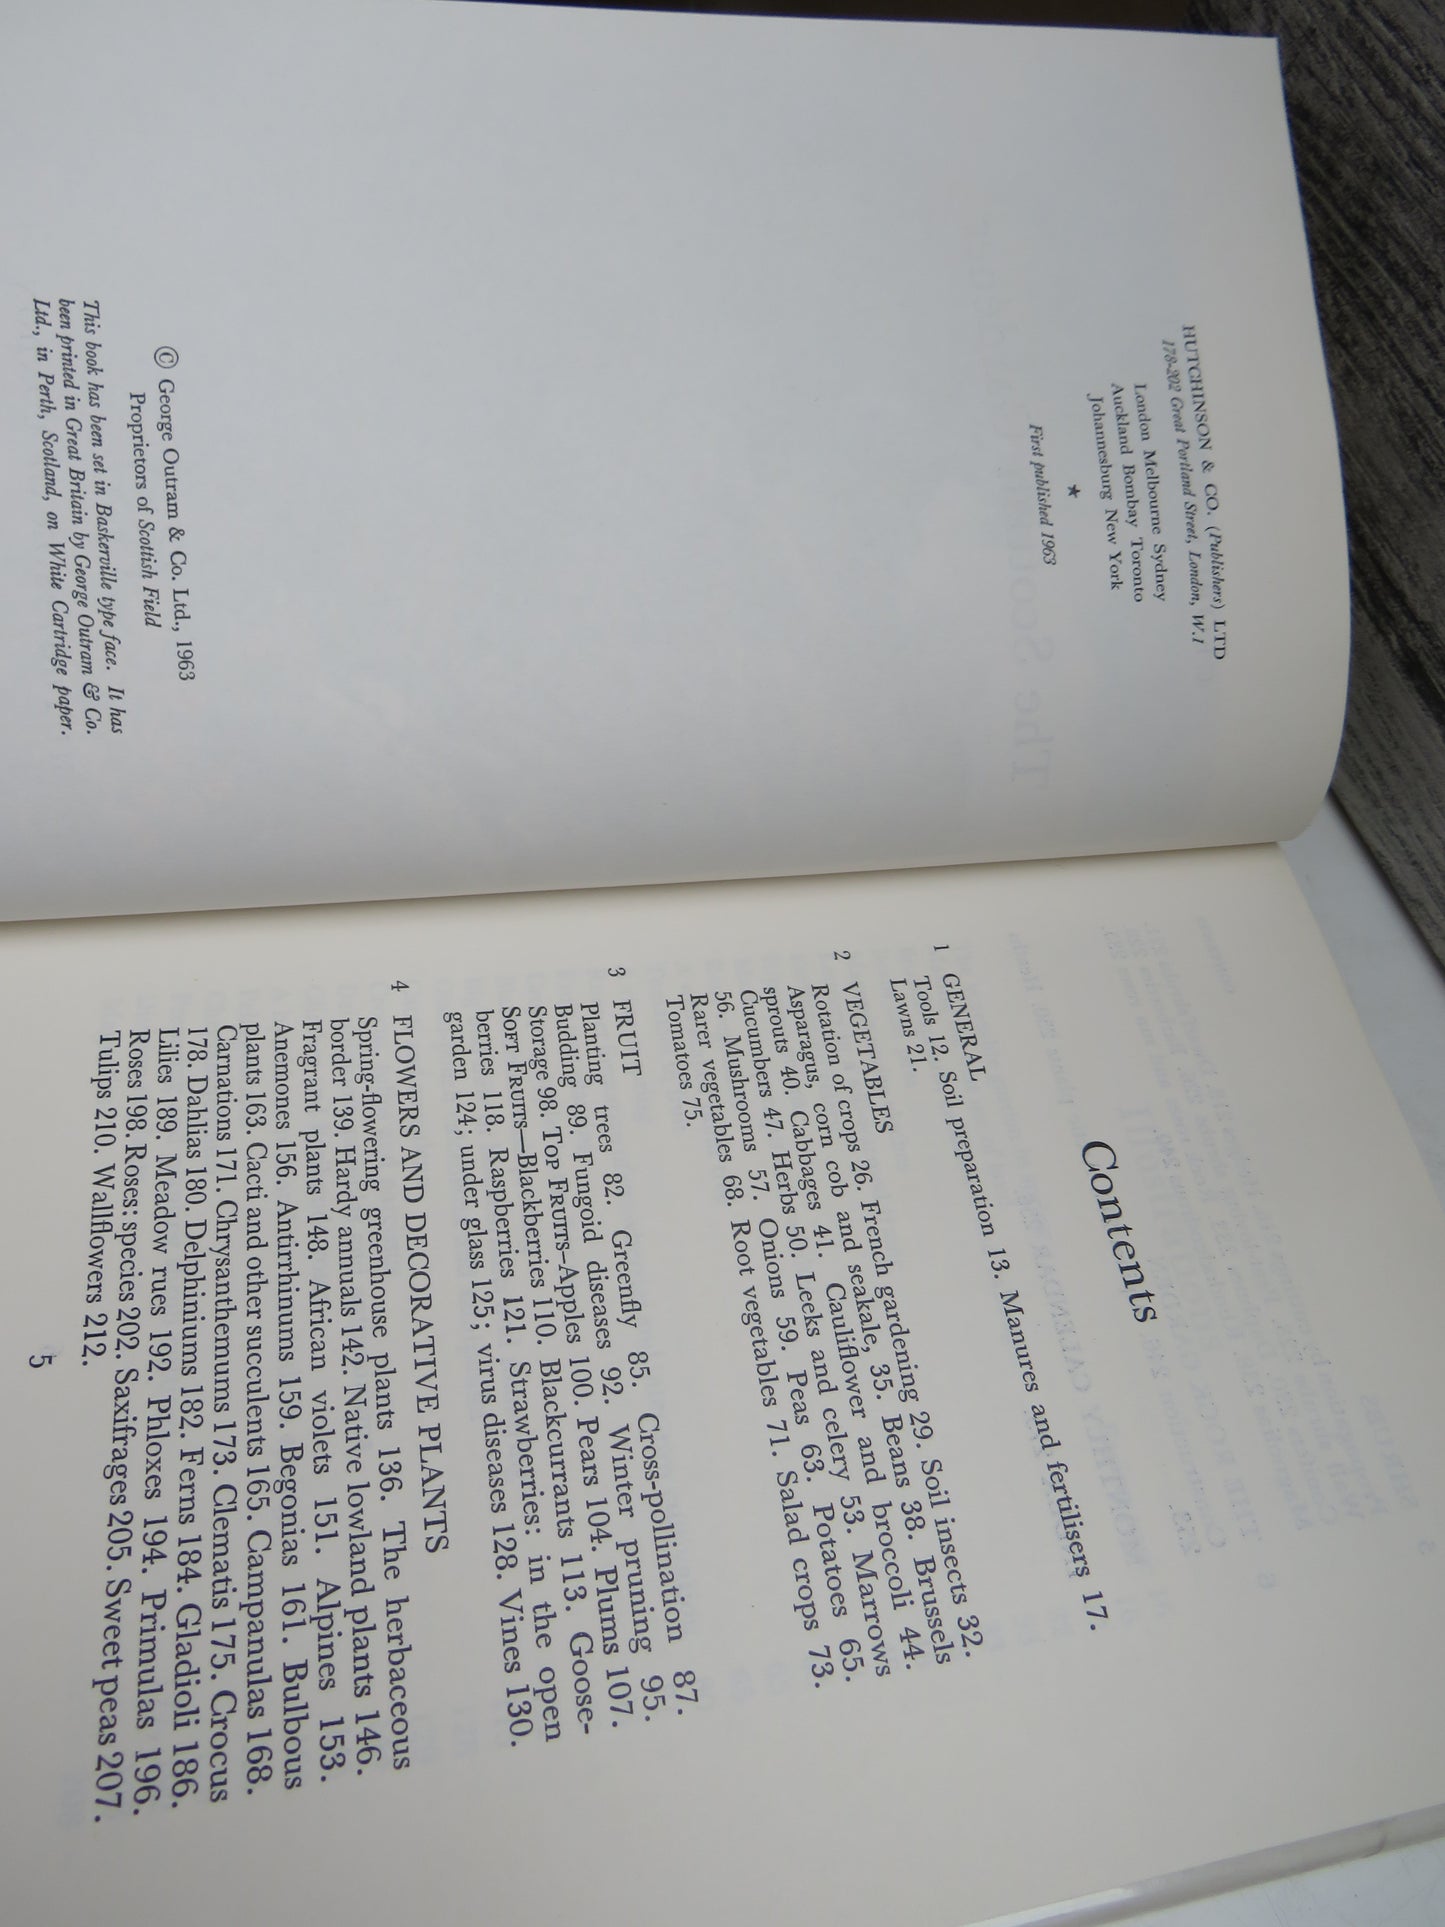 HUTCHINSON & CO. (Publishers) LTD
178-202 Great Portland Street, London, W.1
London Melbourne Sydney
Auckland Bombay Toronto
Johannesburg New York
★
First published 1963
© George Outram & Co. Ltd., 1963
Proprietors of Scottish Field
This book has been set in Baskerville type face. It has
been printed in Great Britain by George Outram & Co.
Ltd., in Perth, Scotland, on White Cartridge paper.
Contents
1 GENERAL
Tools 12. Soil preparation 13. Manures and fertilisers 17.
Lawns 21.
2 VEGETABLES
Rotation of crops 26. French gardening 29. Soil insects 32.
Asparagus, corn cob and seakale, 35. Beans 38. Brussels
sprouts 40. Cabbages 41. Cauliflower and broccoli 44.
Cucumbers 47. Herbs 50. Leeks and celery 53. Marrows
56. Mushrooms 57. Onions 59. Peas 63. Potatoes 65.
Rarer vegetables 68. Root vegetables 71. Salad crops 73.
Tomatoes 75.
3 FRUIT
Planting trees 82. Greenfly 85. Cross-pollination 87.
Budding 89. Fungoid diseases 92. Winter pruning 95.
Storage 98. TOP FRUITS–Apples 100. Pears 104. Plums 107.
SOFT FRUITS—Blackberries 110. Blackcurrants 113. Goose-
berries 118. Raspberries 121. Strawberries: in the open
garden 124; under glass 125; virus diseases 128. Vines 130.
4 FLOWERS AND DECORATIVE PLANTS
Spring-flowering greenhouse plants 136. The herbaceous
border 139. Hardy annuals 142. Native lowland plants 146.
Fragrant plants 148. African violets 151. Alpines 153.
Anemones 156. Antirrhinums 159. Begonias 161. Bulbous
plants 163. Cacti and other succulents 165. Campanulas 168.
Carnations 171. Chrysanthemums 173. Clematis 175. Crocus
178. Dahlias 180. Delphiniums 182. Ferns 184. Gladioli 186.
Lilies 189. Meadow rues 192. Phloxes 194. Primulas 196.
Roses 198. Roses: species 202. Saxifrages 205. Sweet peas 207.
Tulips 210. Wallflowers 212.
5